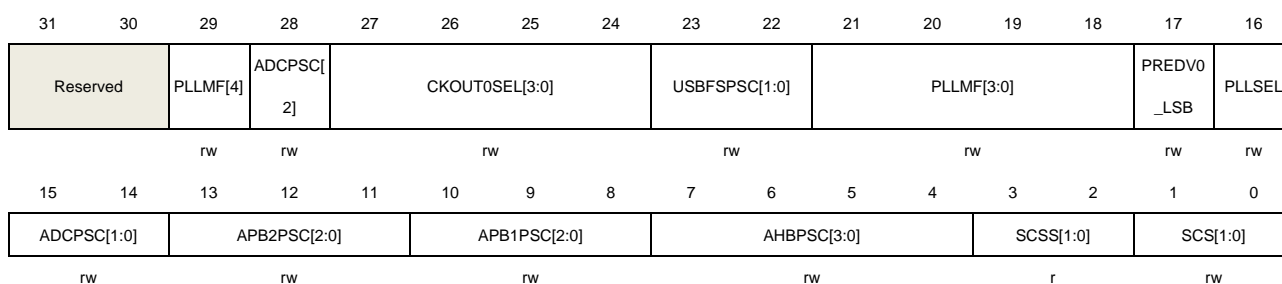 31 30 29 28 27 26 25 24 23 22 21 20 19 18 17 16
Reserved PLLMF[4] ADCPSC[2] CKOUT0SEL[3:0] USBFSPSC[1:0] PLLMF[3:0] PREDV0_LSB PLLSEL
rw rw rw rw rw rw rw
15 14 13 12 11 10 9 8 7 6 5 4 3 2 1 0
ADCPSC[1:0] APB2PSC[2:0] APB1PSC[2:0] AHBPSC[3:0] SCSS[1:0] SCS[1:0]
rw rw rw rw r rw